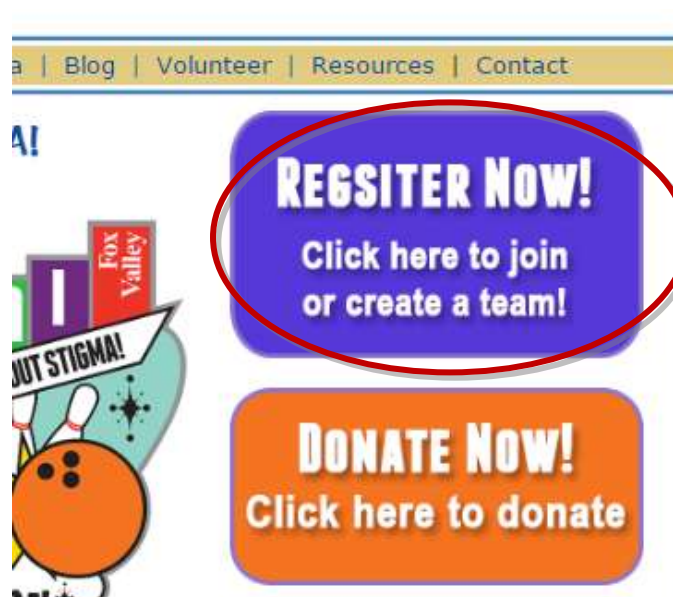 | Blog | Volunteer | Resources | Contact
A!
REGSITER NOW!
Click here to join
or create a team!
Fox
Valley
I
OUT STIGMA!
DONATE NOW!
Click here to donate